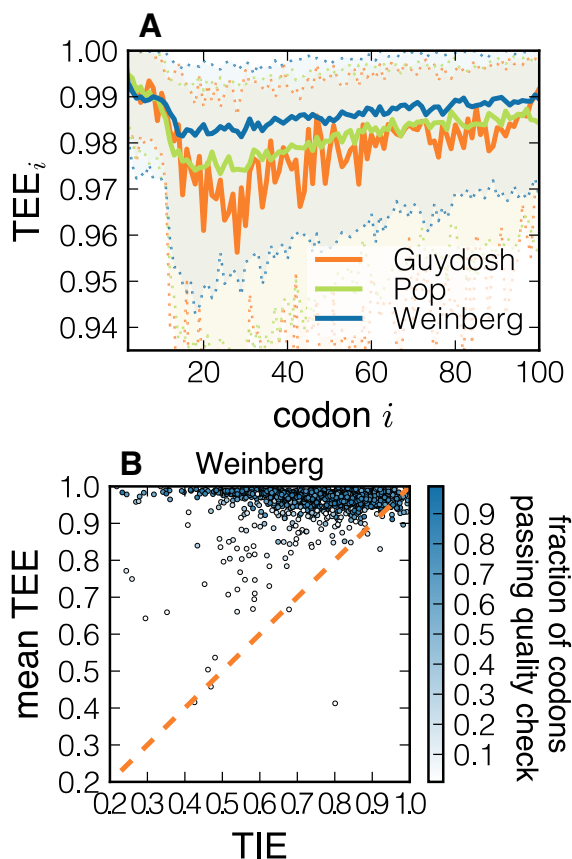 A
1.00
0.99
0.98
0.97
0.96
0.95
0.94
TEEi
Guydosh
Pop
Weinberg
20 40 60 80 100
codon i
B Weinberg
1.0
0.9
0.8
0.7
0.6
0.5
0.4
0.3
0.2
mean TEE
0.2 0.3 0.4 0.5 0.6 0.7 0.8 0.9 1.0
TIE
0.9
0.8
0.7
0.6
0.5
0.4
0.3
0.2
0.1
fraction of codons
passing quality check